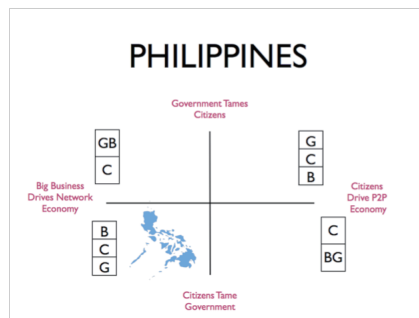 PHILIPPINES
Government Tames
Citizens
GB
C
G
C
B
Big Business
Drives Network
Economy
Citizens
Drive P2P
Economy
B
C
G
C
BG
Citizens Tame
Government